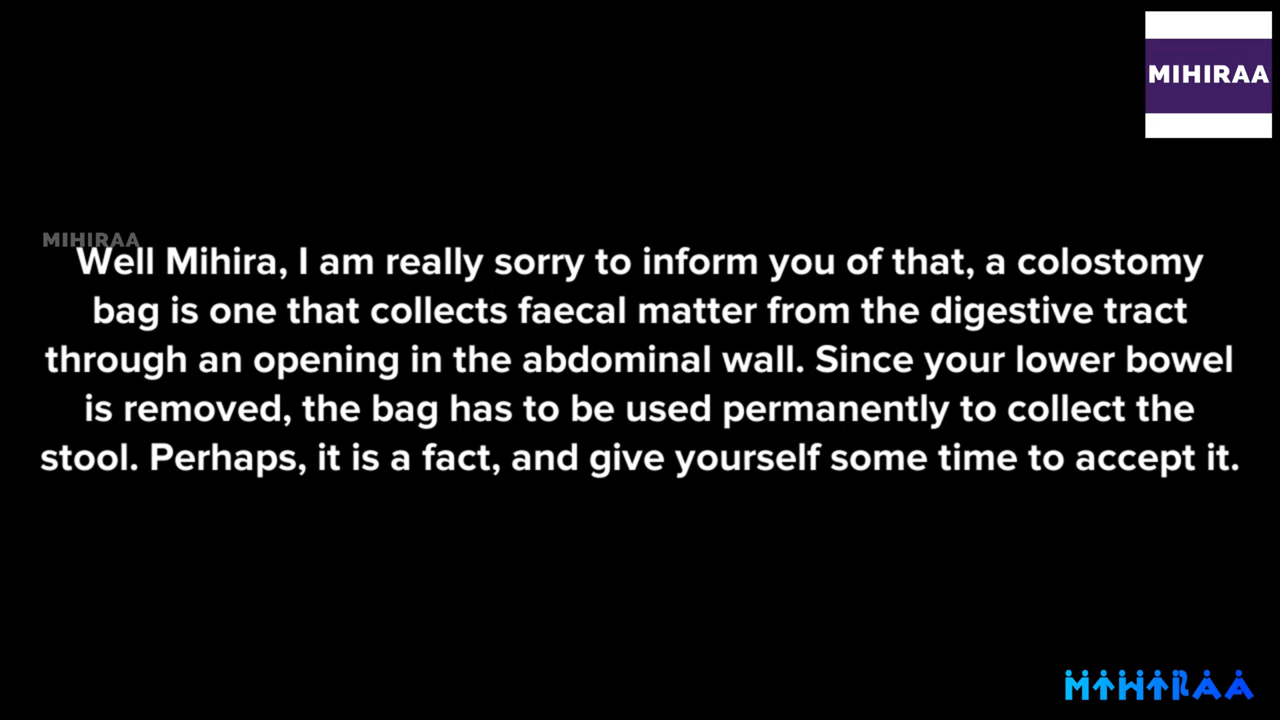 MIHIRAA
MIHIRAA
Well Mihira, I am really sorry to inform you of that, a colostomy
bag is one that collects faecal matter from the digestive tract
through an opening in the abdominal wall. Since your lower bowel
is removed, the bag has to be used permanently to collect the
stool. Perhaps, it is a fact, and give yourself some time to accept it.
MIHIRAA